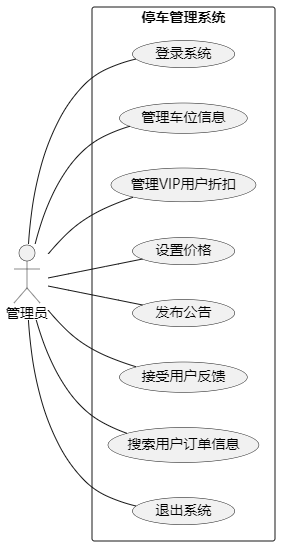 停车管理系统
登录系统
管理车位信息
管理VIP用户折扣
设置价格
管理员
发布公告
接受用户反馈
搜索用户订单信息
退出系统